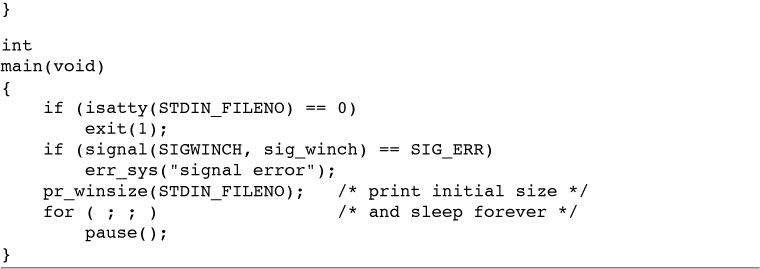 }
int
main(void)
{
    if (isatty(STDIN_FILENO) == 0)
        exit(1);
    if (signal(SIGWINCH, sig_winch) == SIG_ERR)
        err_sys("signal error");
    pr_winsize(STDIN_FILENO);   /* print initial size */
    for ( ; ; )                 /* and sleep forever */
        pause();
}